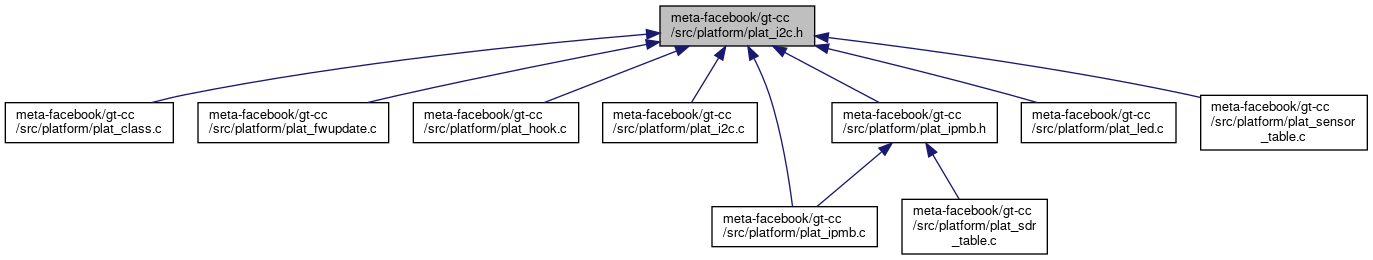 meta-facebook/gt-cc
/src/platform/plat_i2c.h
meta-facebook/gt-cc
/src/platform/plat_class.c
meta-facebook/gt-cc
/src/platform/plat_fwupdate.c
meta-facebook/gt-cc
/src/platform/plat_hook.c
meta-facebook/gt-cc
/src/platform/plat_i2c.c
meta-facebook/gt-cc
/src/platform/plat_ipmb.h
meta-facebook/gt-cc
/src/platform/plat_led.c
meta-facebook/gt-cc
/src/platform/plat_sensor
_table.c
meta-facebook/gt-cc
/src/platform/plat_ipmb.c
meta-facebook/gt-cc
/src/platform/plat_sdr
_table.c